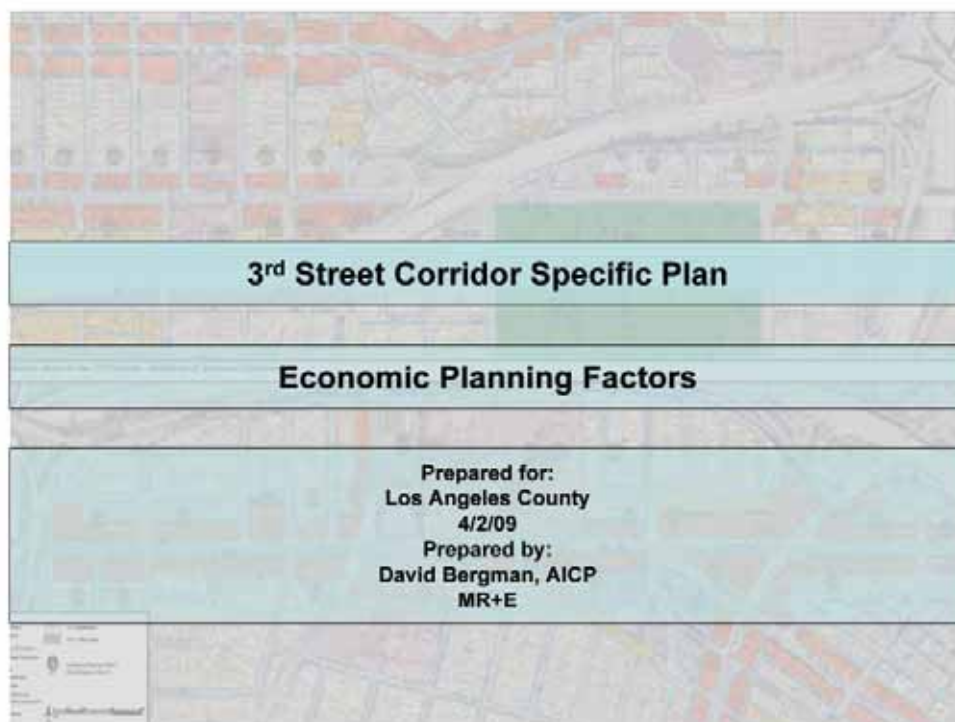 3rd Street Corridor Specific Plan
Economic Planning Factors
Prepared for:
Los Angeles County
4/2/09
Prepared by:
David Bergman, AICP
MR+E